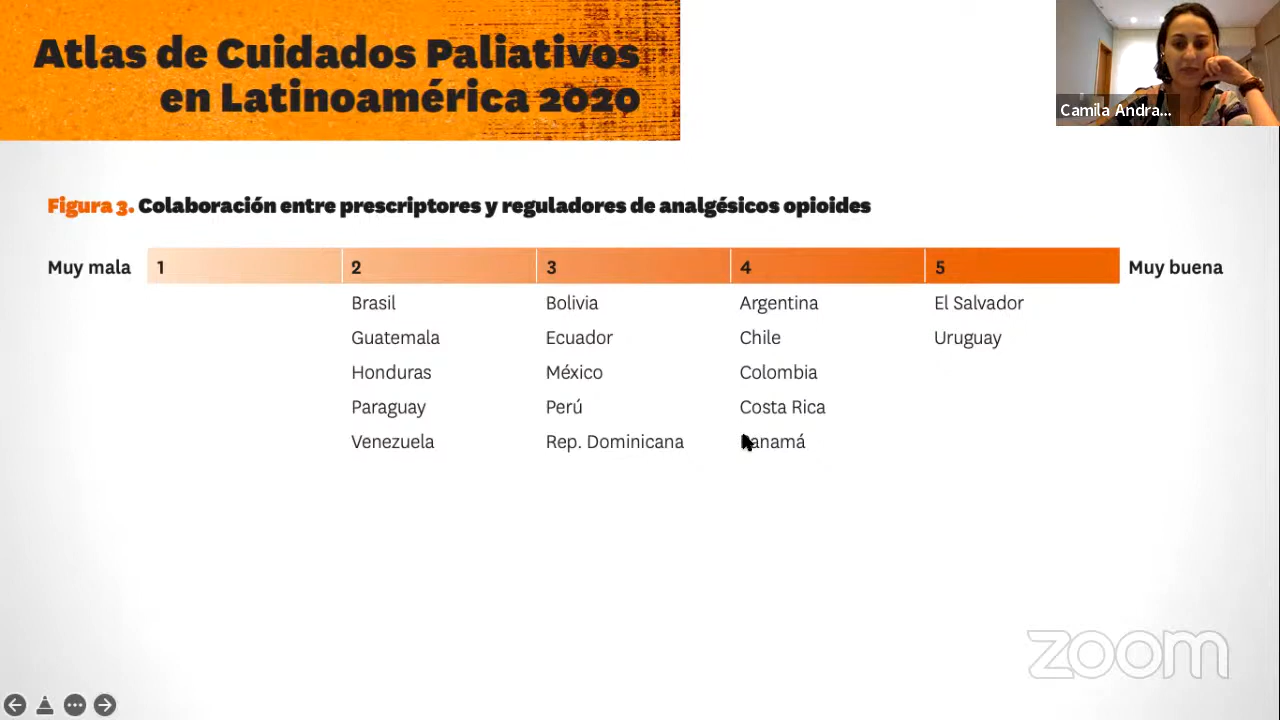 Atlas de Cuidados Paliativos
en Latinoamérica 2020
Camila Andra...
Figura 3. Colaboración entre prescriptores y reguladores de analgésicos opioides
Muy mala 1 2 3 4 5 Muy buena
Brasil Bolivia Argentina El Salvador
Guatemala Ecuador Chile Uruguay
Honduras México Colombia
Paraguay Perú Costa Rica
Venezuela Rep. Dominicana Panamá
zoom